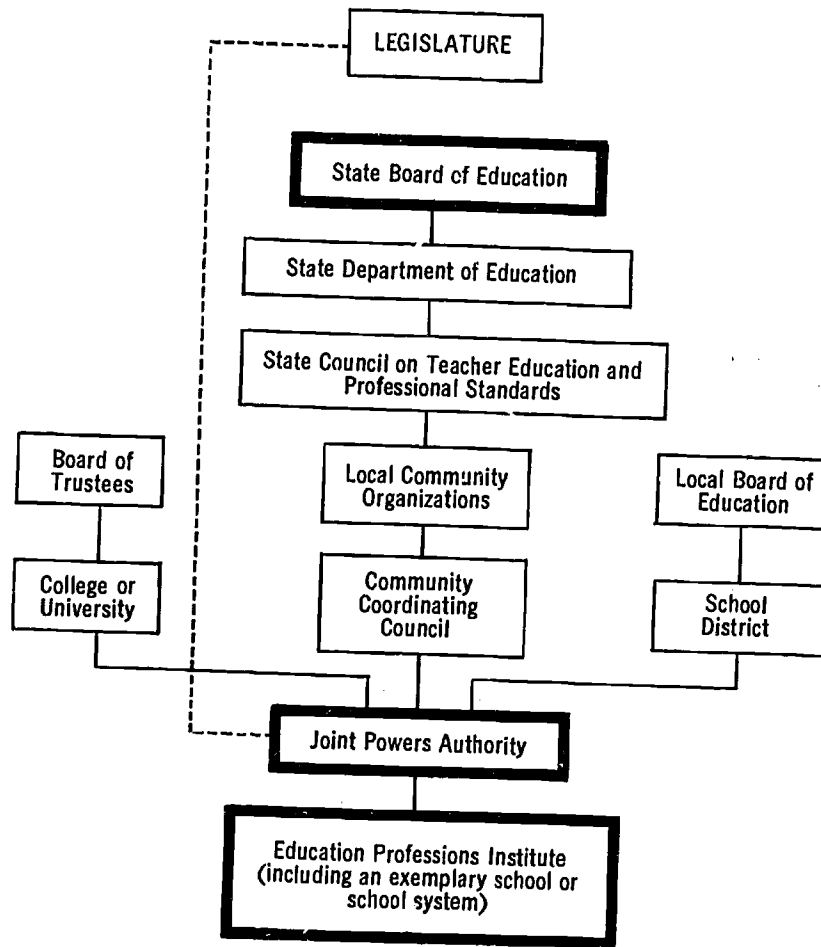 LEGISLATURE
State Board of Education
State Department of Education
State Council on Teacher Education and
Professional Standards
Board of
Trustees
Local Community
Organizations
Local Board of
Education
College or
University
Community
Coordinating
Council
School
District
Joint Powers Authority
Education Professions Institute
(including an exemplary school or
school system)